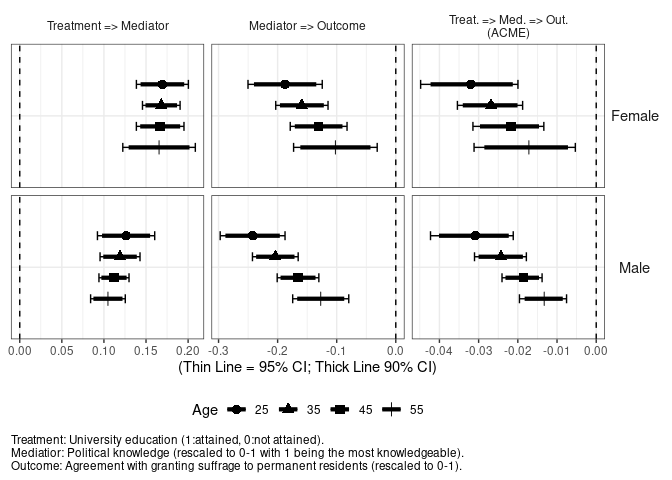 Treatment => Mediator
Mediator => Outcome
Treat. => Med. => Out.
(ACME)
Female
Male
0.00 0.05 0.10 0.15 0.20
-0.3 -0.2 -0.1 0.0
-0.04 -0.03 -0.02 -0.01 0.00
(Thin Line = 95% CI; Thick Line 90% CI)
Age 25 35 45 55
Treatment: University education (1:attained, 0:not attained).
Mediatior: Political knowledge (rescaled to 0-1 with 1 being the most knowledgeable).
Outcome: Agreement with granting suffrage to permanent residents (rescaled to 0-1).